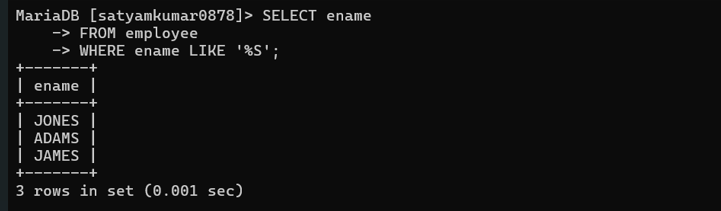 MariaDB [satyamkumar0878]> SELECT ename
    -> FROM employee
    -> WHERE ename LIKE '%S';
+-------+
| ename |
+-------+
| JONES |
| ADAMS |
| JAMES |
+-------+
3 rows in set (0.001 sec)